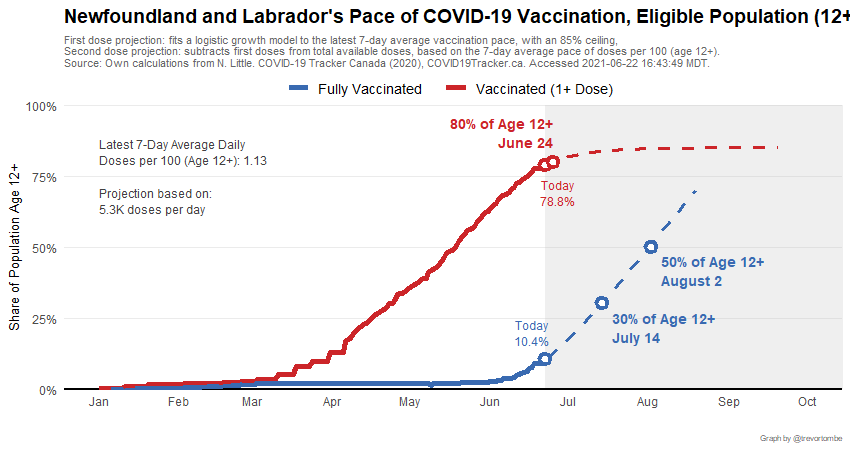 Newfoundland and Labrador's Pace of COVID-19 Vaccination, Eligible Population (12+
First dose projection: fits a logistic growth model to the latest 7-day average vaccination pace, with an 85% ceiling,
Second dose projection: subtracts first doses from total available doses, based on the 7-day average pace of doses per 100 (age 12+).
Source: Own calculations from N. Little. COVID-19 Tracker Canada (2020), COVID19Tracker.ca. Accessed 2021-06-22 16:43:49 MDT.
Fully Vaccinated
Vaccinated (1+ Dose)
Share of Population Age 12+
100%
75%
50%
25%
0%
Latest 7-Day Average Daily
Doses per 100 (Age 12+): 1.13
Projection based on:
5.3K doses per day
80% of Age 12+
June 24
Today
78.8%
50% of Age 12+
August 2
30% of Age 12+
July 14
Today
10.4%
Jan
Feb
Mar
Apr
May
Jun
Jul
Aug
Sep
Oct
Graph by @trevortombe